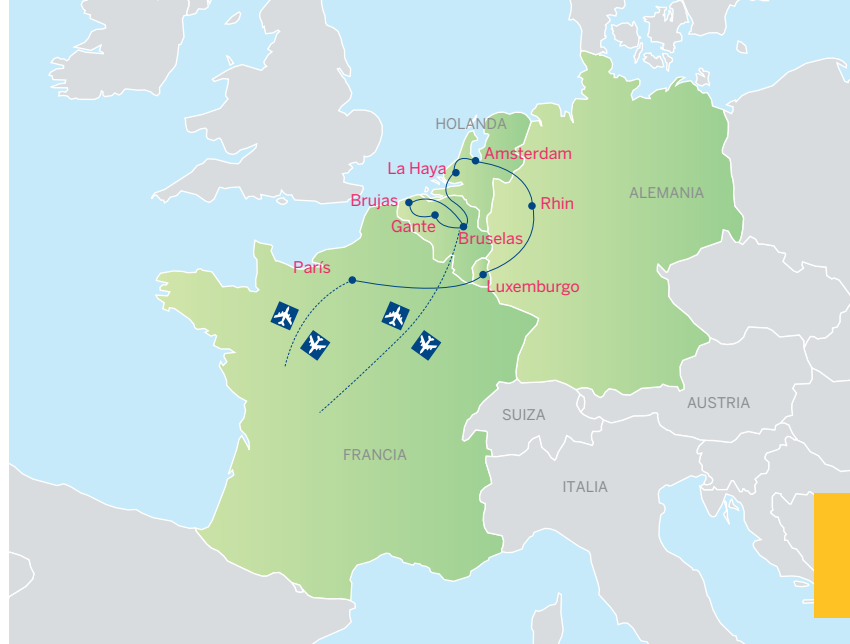 HOLANDA
Amsterdam
La Haya
ALEMANIA
Brujas
Rhin
Gante
Bruselas
París
Luxemburgo
AUSTRIA
SUIZA
FRANCIA
ITALIA